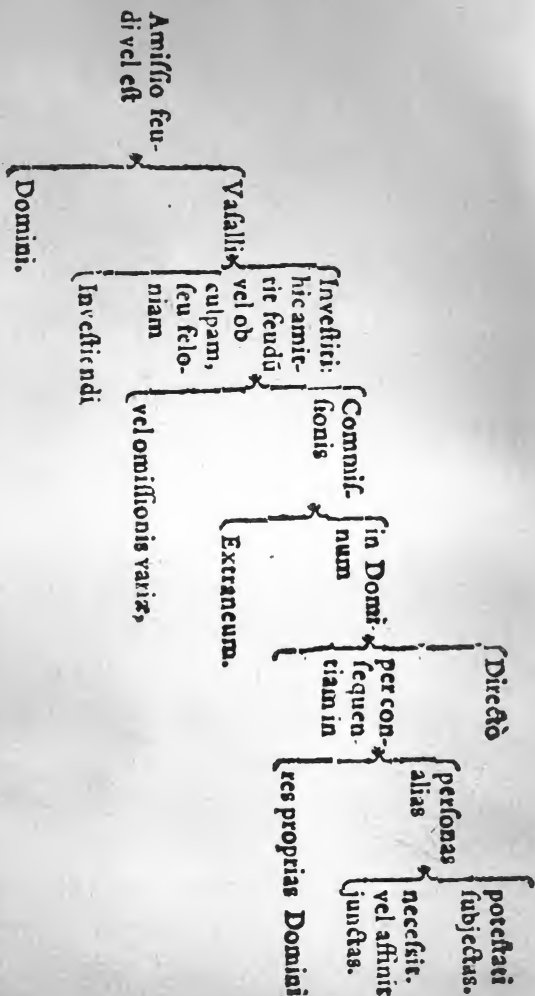 Amiſſio feu-
di vel eſt
Vaſalli
Inveſtiti:
hic amit-
tit feudũ
vel ob
culpam,
ſeu felo-
niam
Commiſ-
ſionis
in Domi-
num
Directò
per con-
ſequen-
tiam in
perſonas
alias
poteſtati
ſubjectas.
neceſsit.
vel affinit
junctas.
res proprias Domini
Extraneum.
vel omiſſionis variæ,
Inveſtiendi
Domini.